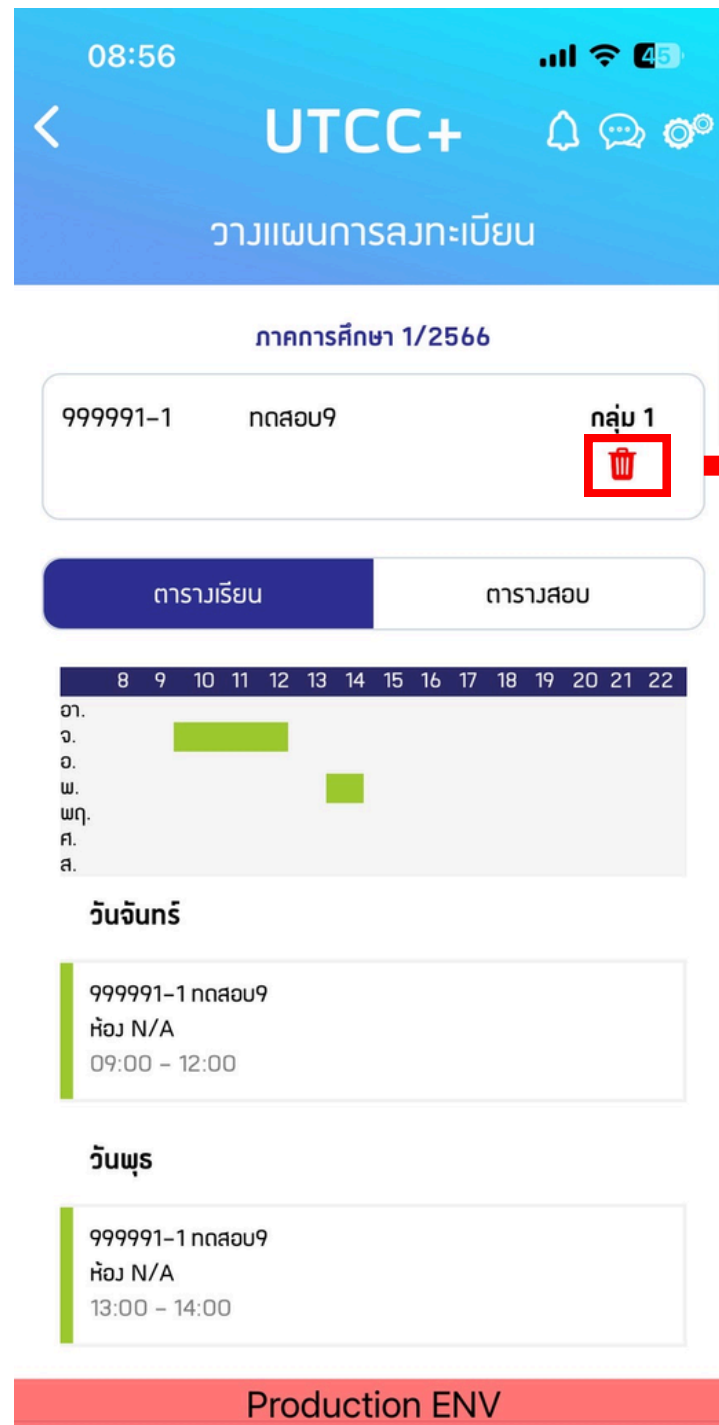 08:56
45
UTCC+
วางแผนการลงทะเบียน
ภาคการศึกษา 1/2566
999991-1 ทดสอบ9 กลุ่ม 1
ตารางเรียน ตารางสอบ
8 9 10 11 12 13 14 15 16 17 18 19 20 21 22
อา.
จ.
อ.
พ.
พฤ.
ศ.
ส.
วันจันทร์
999991-1 ทดสอบ9
ห้อง N/A
09:00 - 12:00
วันพุธ
999991-1 ทดสอบ9
ห้อง N/A
13:00 - 14:00
Production ENV